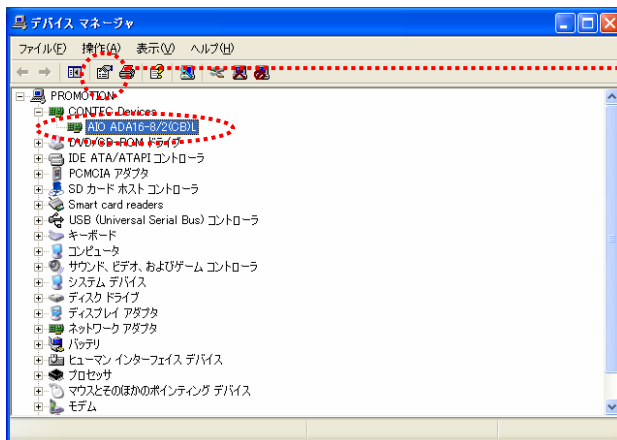 デバイス マネージャ
ファイル(F) 操作(A) 表示(V) ヘルプ(H)
PROMOTION
CONTEC Devices
AIO ADA16-8/2(CB)L
DVD/CD-ROM ドライブ
IDE ATA/ATAPI コントローラ
PCMCIA アダプタ
SD カード ホスト コントローラ
Smart card readers
USB (Universal Serial Bus) コントローラ
キーボード
コンピュータ
サウンド、ビデオ、およびゲーム コントローラ
システム デバイス
ディスク ドライブ
ディスプレイ アダプタ
ネットワーク アダプタ
バッテリ
ヒューマン インターフェイス デバイス
プロセッサ
マウスとそのほかのポインティング デバイス
モデム